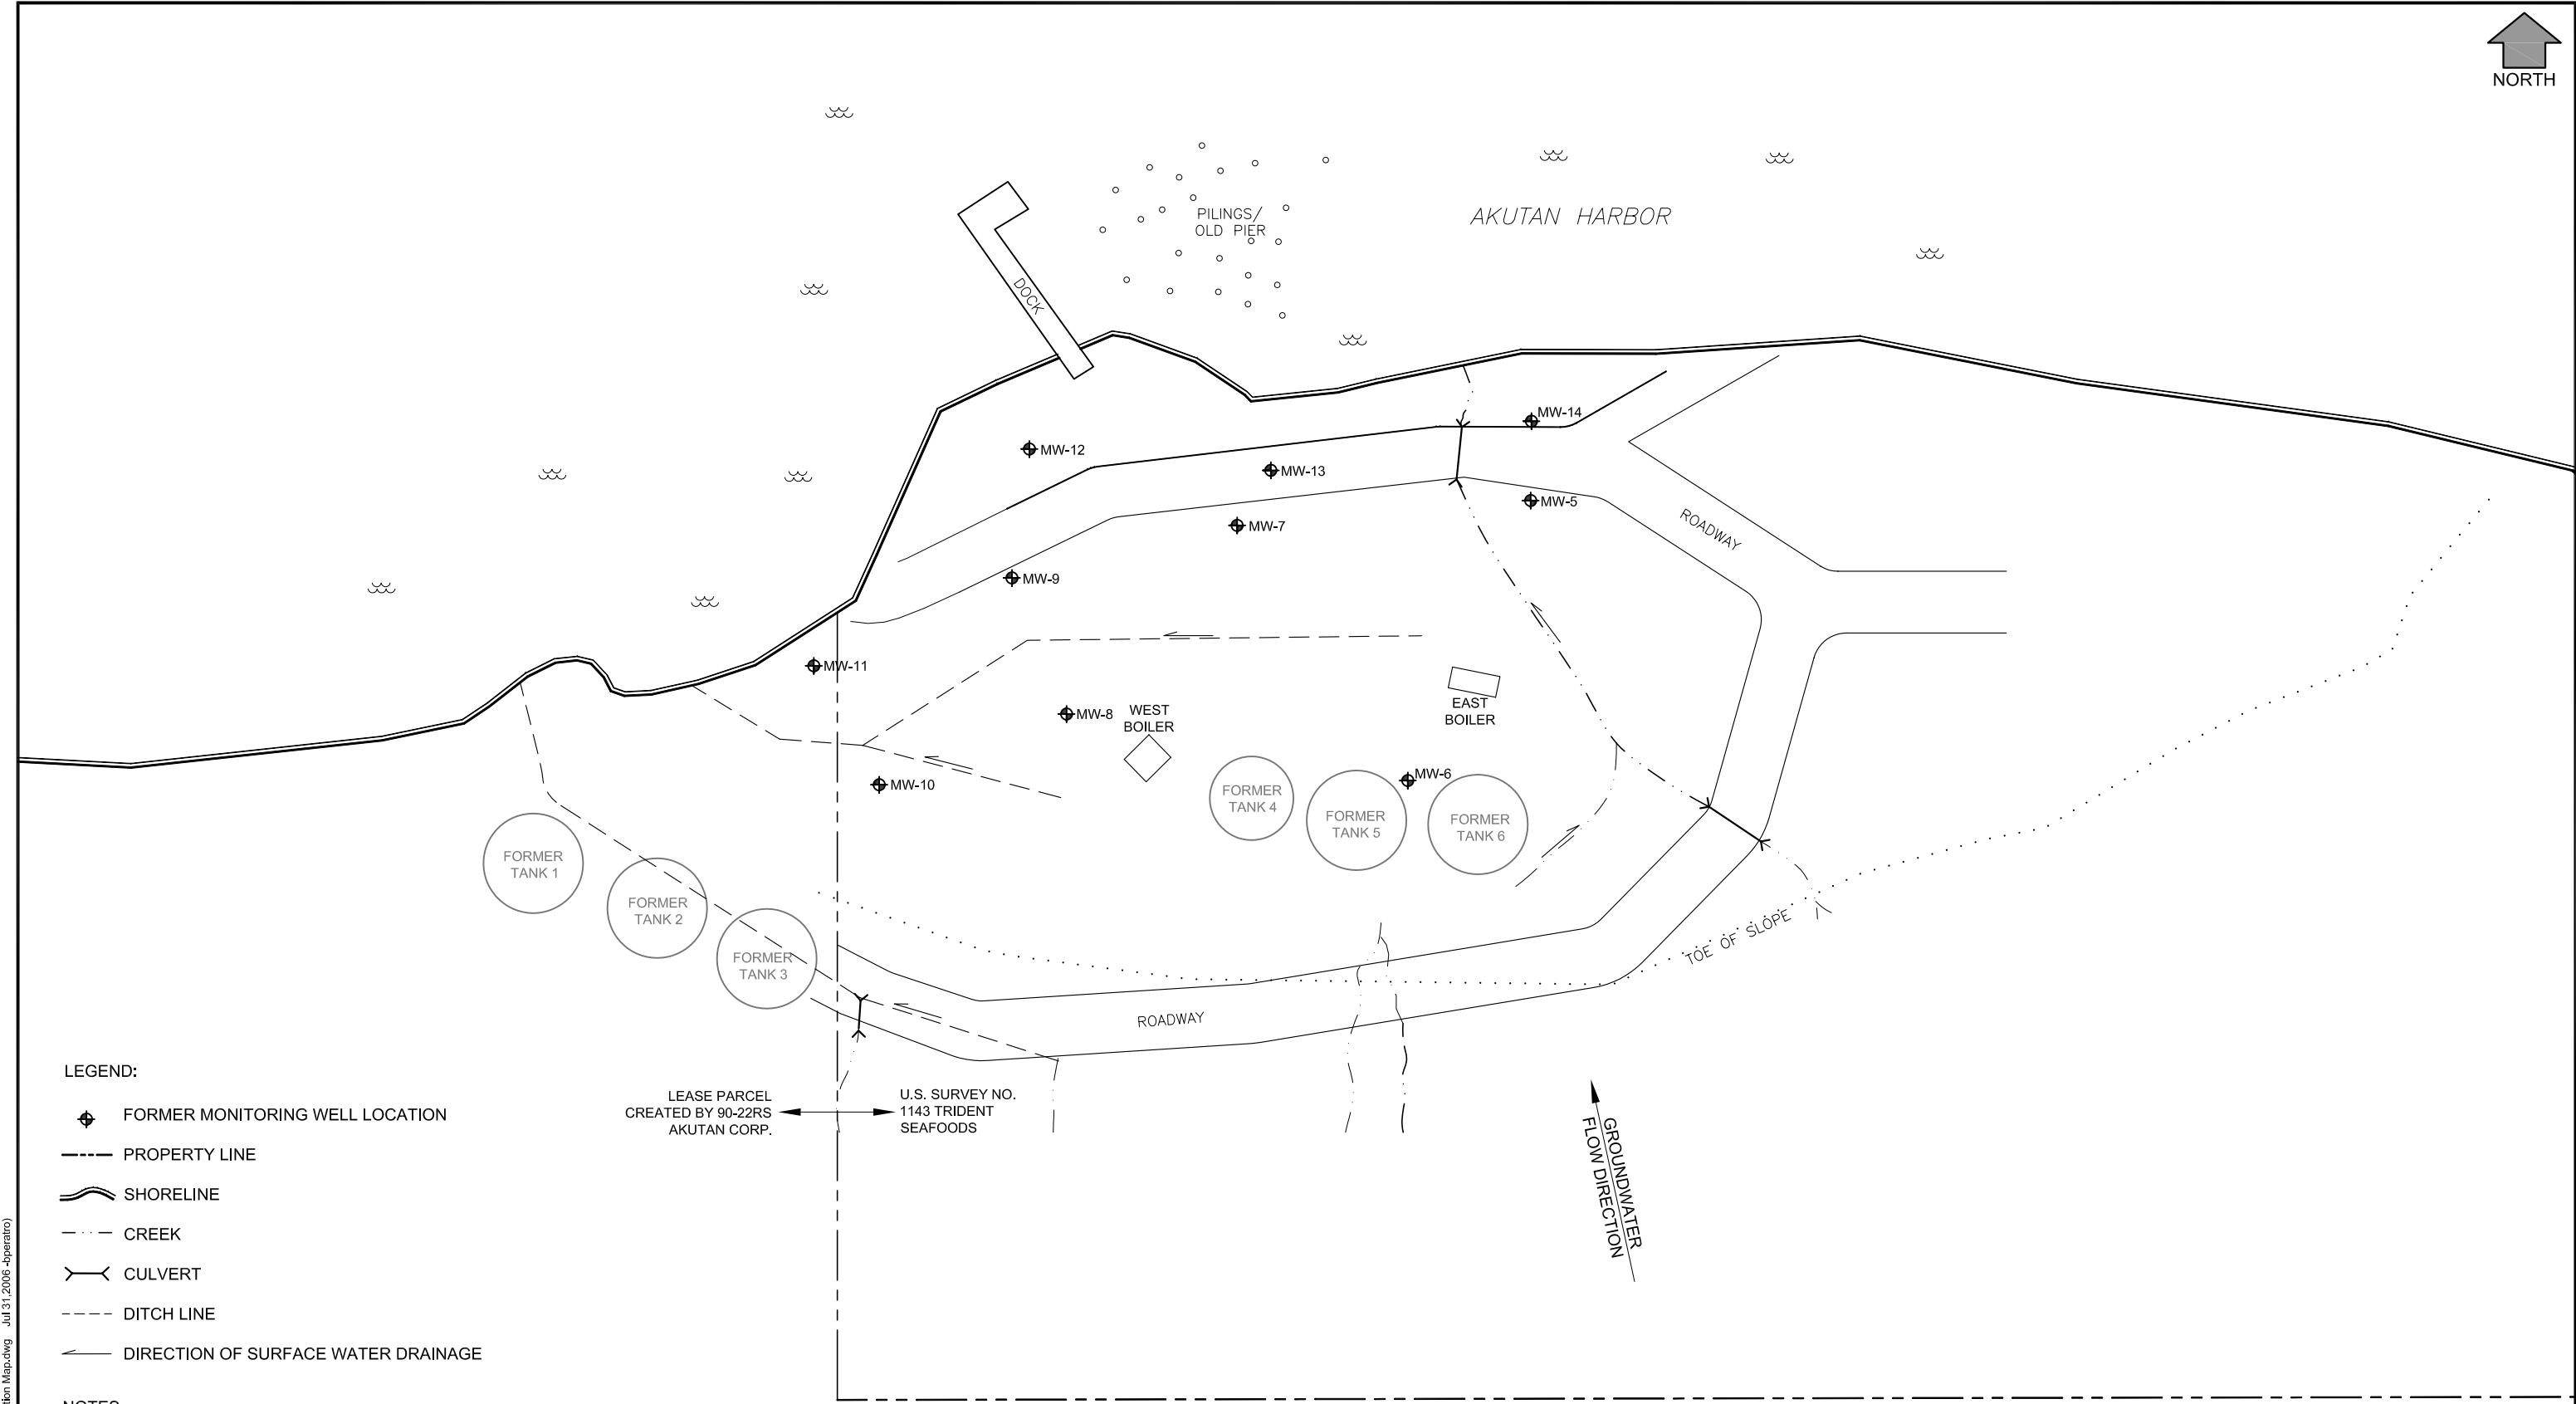 NORTH
PILINGS/
OLD PIER
AKUTAN HARBOR
DOCK
MW-14
MW-12
MW-13
MW-5
MW-7
ROADWAY
MW-9
MW-11
MW-8
WEST
BOILER
EAST
BOILER
MW-10
MW-6
FORMER
TANK 4
FORMER
TANK 5
FORMER
TANK 6
FORMER
TANK 1
FORMER
TANK 2
FORMER
TANK 3
TOE OF SLOPE
ROADWAY
LEASE PARCEL
CREATED BY 90-22RS
AKUTAN CORP.
U.S. SURVEY NO.
1143 TRIDENT
SEAFOODS
GROUNDWATER
FLOW DIRECTION
LEGEND:
FORMER MONITORING WELL LOCATION
PROPERTY LINE
SHORELINE
CREEK
CULVERT
DITCH LINE
DIRECTION OF SURFACE WATER DRAINAGE
tion Map.dwg Jul 31,2006 -bperatro)